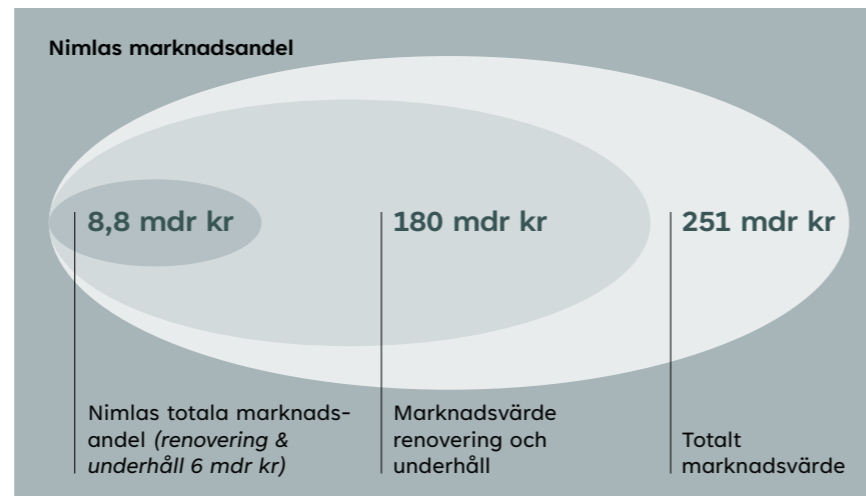 Nimlas marknadsandel
8,8 mdr kr
180 mdr kr
251 mdr kr
Nimlas totala marknads-
andel (renovering &
underhåll 6 mdr kr)
Marknadsvärde
renovering och
underhåll
Totalt
marknadsvärde